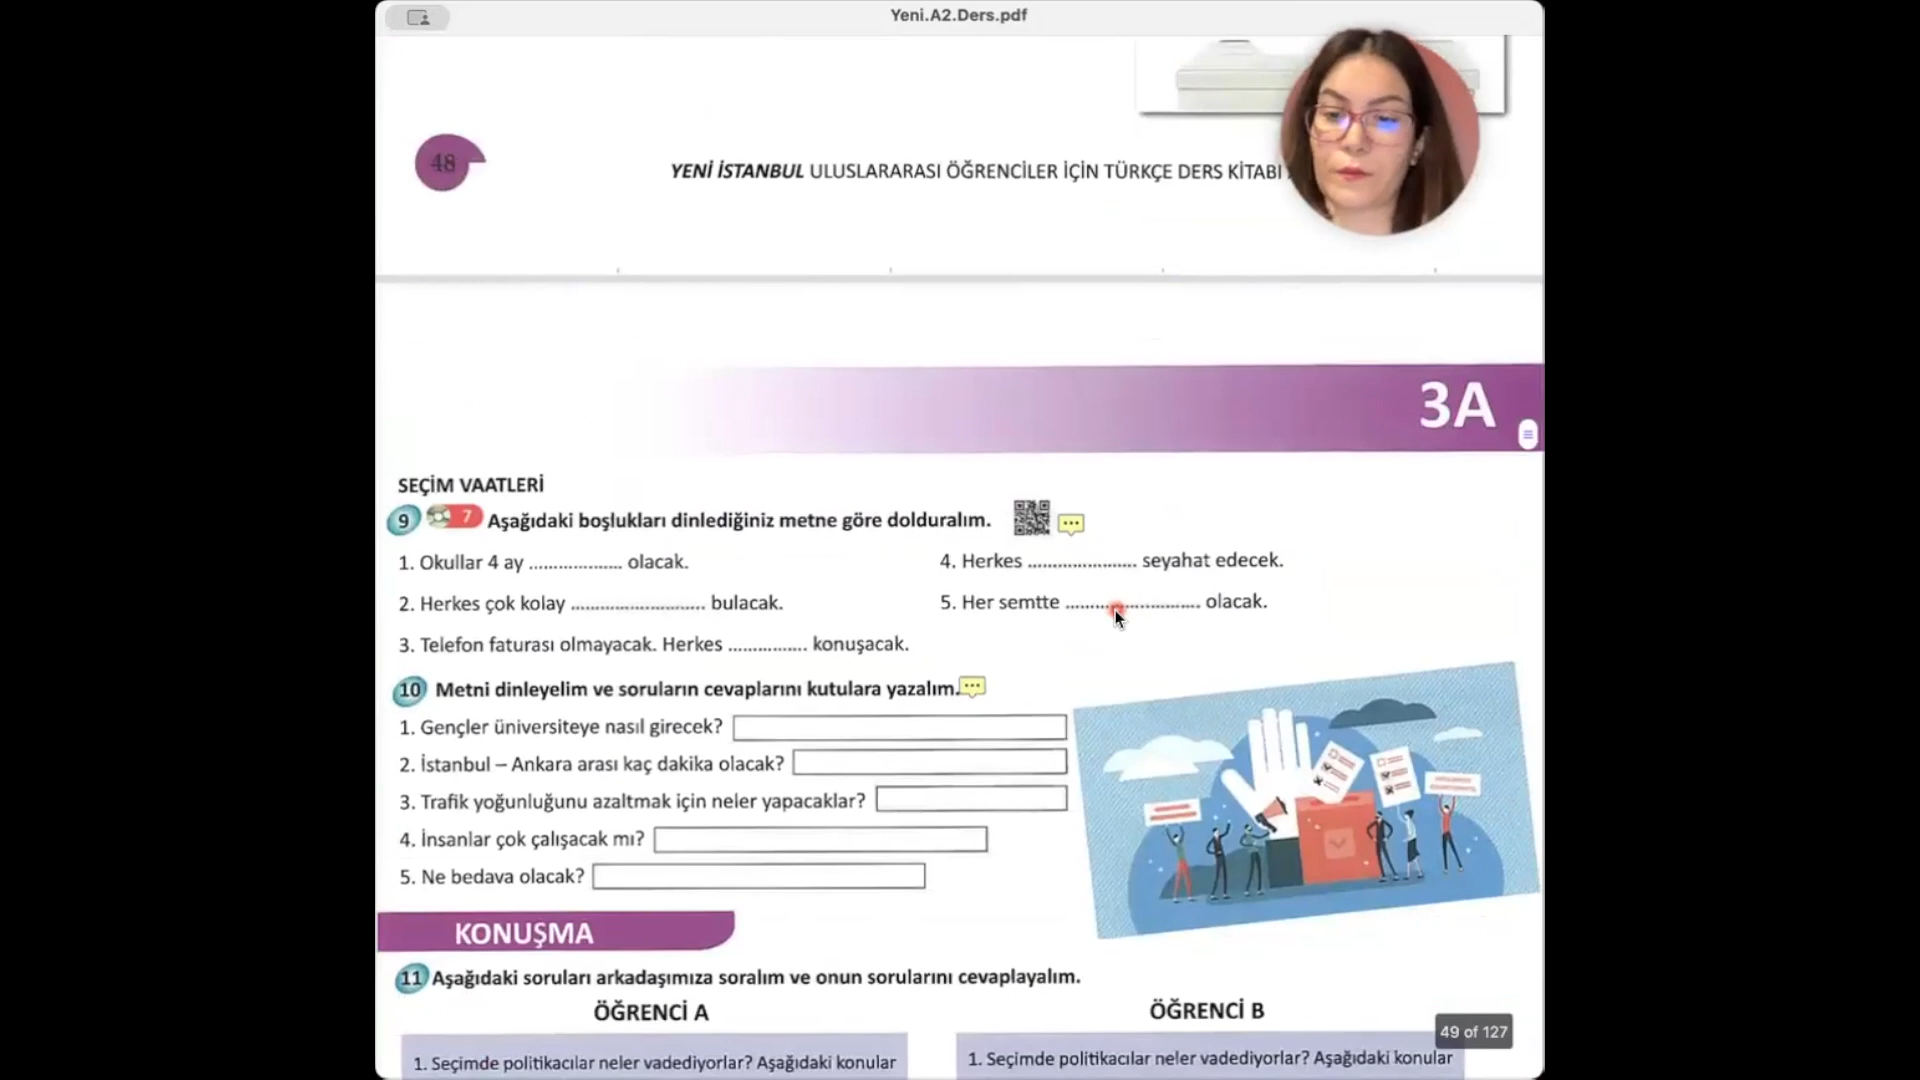 Yeni.A2.Ders.pdf
48
YENİ İSTANBUL ULUSLARARASI ÖĞRENCİLER İÇİN TÜRKÇE DERS KİTABI
3A
SEÇİM VAATLERİ
9 7 Aşağıdaki boşlukları dinlediğiniz metne göre dolduralım.
1. Okullar 4 ay ................... olacak.
2. Herkes çok kolay ........................... bulacak.
3. Telefon faturası olmayacak. Herkes ................ konuşacak.
4. Herkes ...................... seyahat edecek.
5. Her semtte ........................... olacak.
10 Metni dinleyelim ve soruların cevaplarını kutulara yazalım.
1. Gençler üniversiteye nasıl girecek?
2. İstanbul – Ankara arası kaç dakika olacak?
3. Trafik yoğunluğunu azaltmak için neler yapacaklar?
4. İnsanlar çok çalışacak mı?
5. Ne bedava olacak?
KONUŞMA
11 Aşağıdaki soruları arkadaşımıza soralım ve onun sorularını cevaplayalım.
ÖĞRENCİ A
1. Seçimde politikacılar neler vadediyorlar? Aşağıdaki konular
ÖĞRENCİ B
1. Seçimde politikacılar neler vadediyorlar? Aşağıdaki konular
49 of 127